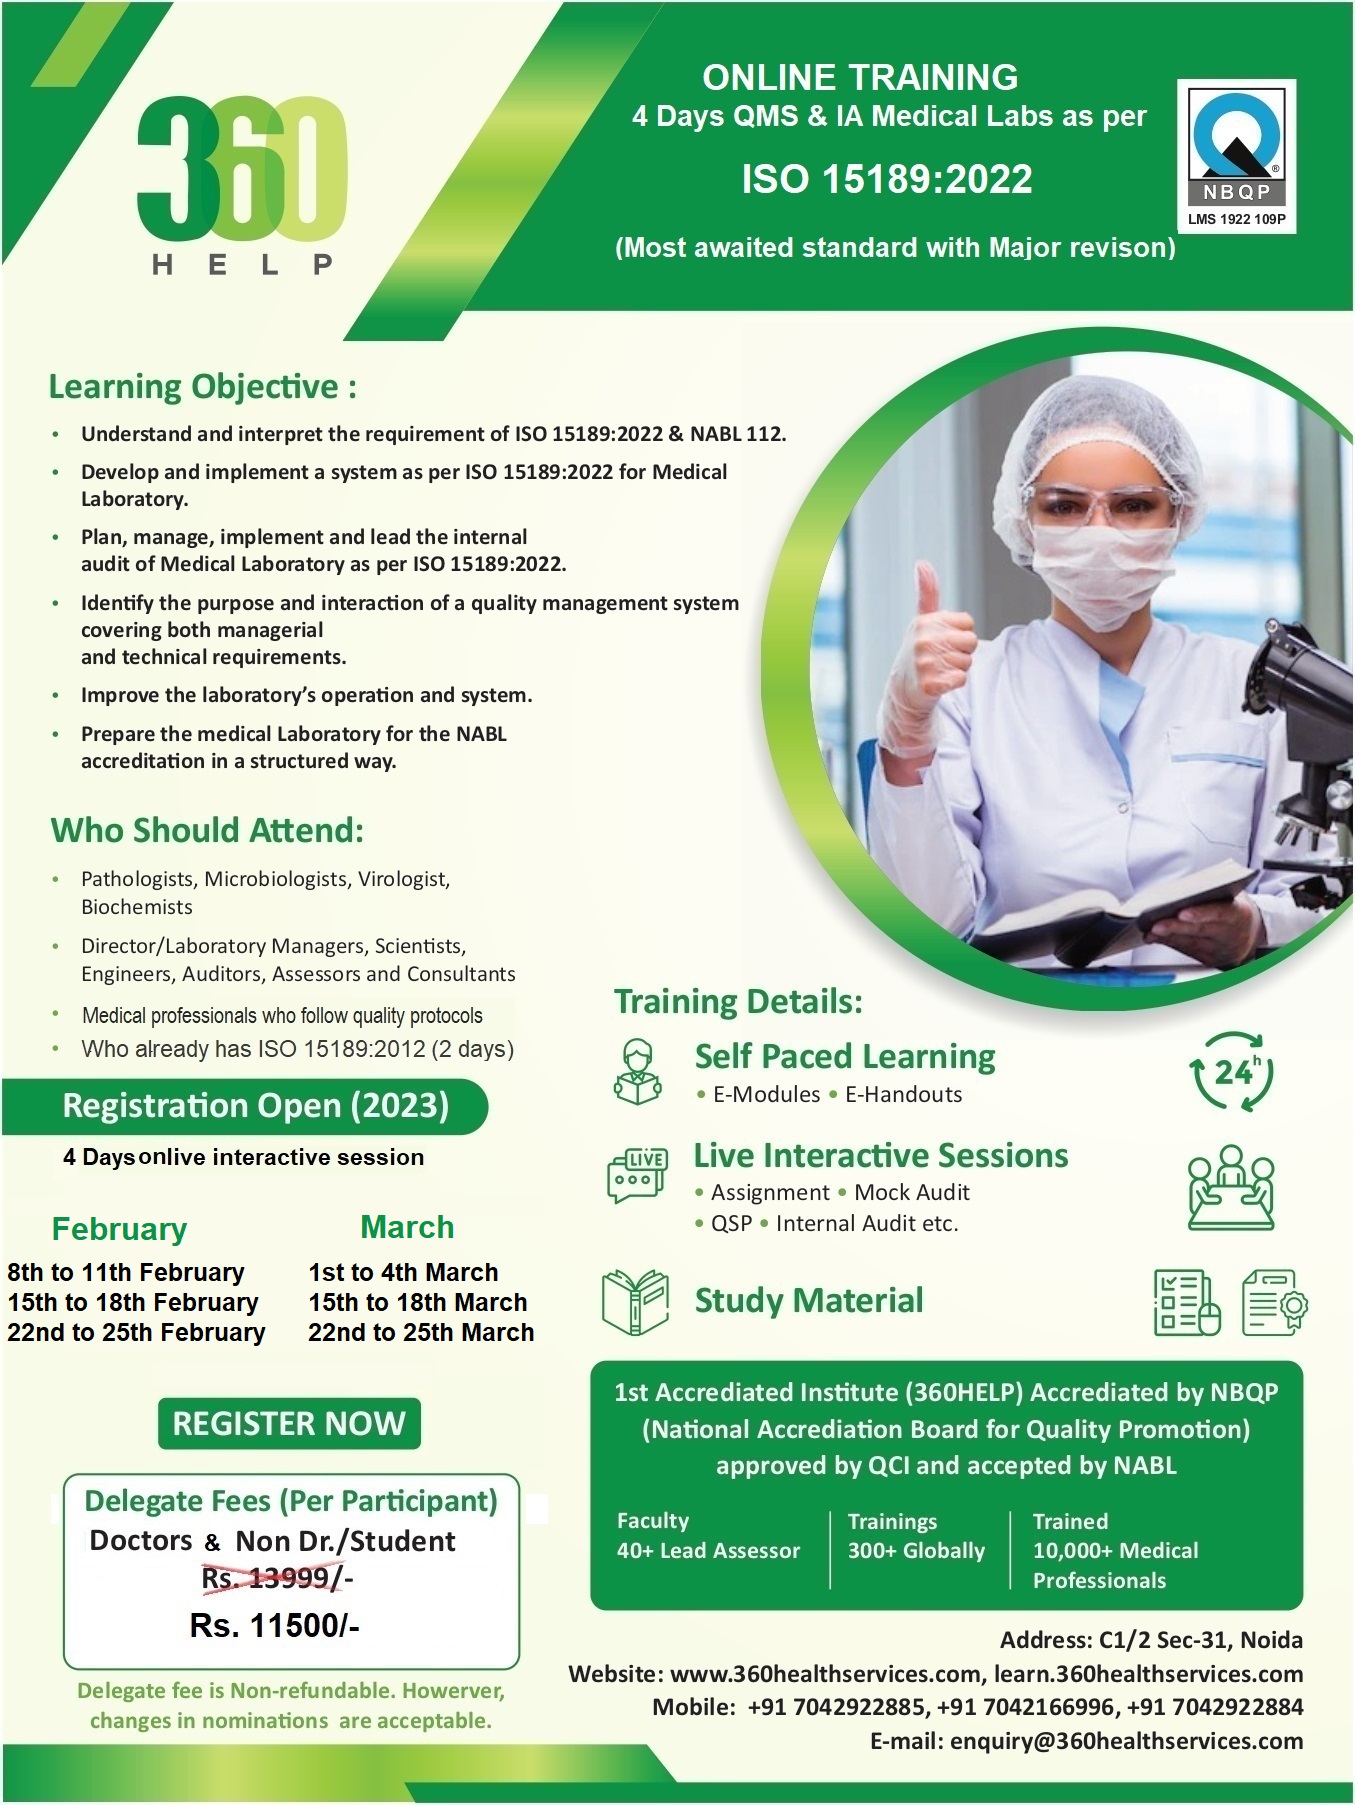 360
HELP
ONLINE TRAINING
4 Days QMS & IA Medical Labs as per
ISO 15189:2022
(Most awaited standard with Major revison)
®
NBQP
LMS 1922 109P
Learning Objective :
• Understand and interpret the requirement of ISO 15189:2022 & NABL 112.
• Develop and implement a system as per ISO 15189:2022 for Medical
Laboratory.
• Plan, manage, implement and lead the internal
audit of Medical Laboratory as per ISO 15189:2022.
• Identify the purpose and interaction of a quality management system
covering both managerial
and technical requirements.
• Improve the laboratory's operation and system.
• Prepare the medical Laboratory for the NABL
accreditation in a structured way.
Who Should Attend:
• Pathologists, Microbiologists, Virologist,
Biochemists
• Director/Laboratory Managers, Scientists,
Engineers, Auditors, Assessors and Consultants
• Medical professionals who follow quality protocols
• Who already has ISO 15189:2012 (2 days)
Registration Open (2023)
4 Days onlive interactive session
February
8th to 11th February
15th to 18th February
22nd to 25th February
March
1st to 4th March
15th to 18th March
22nd to 25th March
REGISTER NOW
Delegate Fees (Per Participant)
Doctors & Non Dr./Student
Rs. 13999/-
Rs. 11500/-
Delegate fee is Non-refundable. Howerver,
changes in nominations are acceptable.
Training Details:
Self Paced Learning
• E-Modules • E-Handouts
24h
LIVE
Live Interactive Sessions
• Assignment • Mock Audit
• QSP • Internal Audit etc.
Study Material
1st Accrediated Institute (360HELP) Accrediated by NBQP
(National Accrediation Board for Quality Promotion)
approved by QCI and accepted by NABL
Faculty
40+ Lead Assessor
Trainings
300+ Globally
Trained
10,000+ Medical
Professionals
Address: C1/2 Sec-31, Noida
Website: www.360healthservices.com, learn.360healthservices.com
Mobile: +91 7042922885, +91 7042166996, +91 7042922884
E-mail: enquiry@360healthservices.com